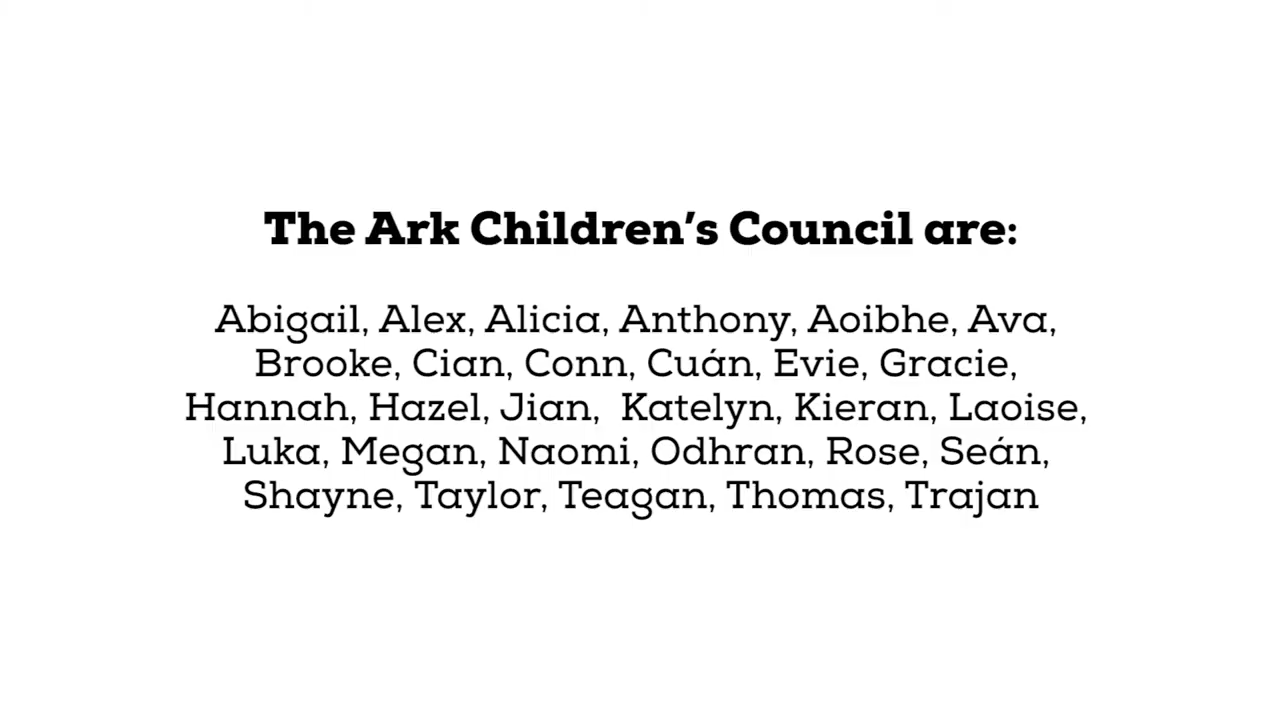 The Ark Children’s Council are:
Abigail, Alex, Alicia, Anthony, Aoibhe, Ava,
Brooke, Cian, Conn, Cuán, Evie, Gracie,
Hannah, Hazel, Jian,  Katelyn, Kieran, Laoise,
Luka, Megan, Naomi, Odhran, Rose, Seán,
Shayne, Taylor, Teagan, Thomas, Trajan